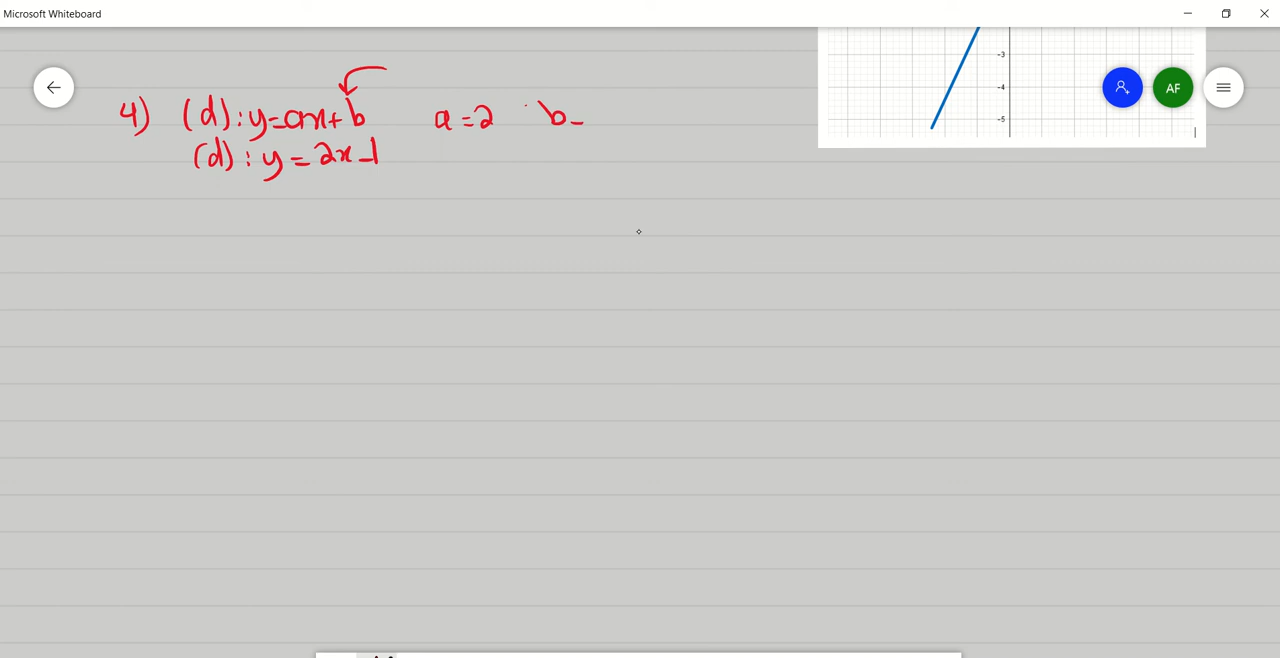 Microsoft Whiteboard
-3
-4
AF
-5
4) (d): y=ax+b a=2 b=
(d): y=2x-1